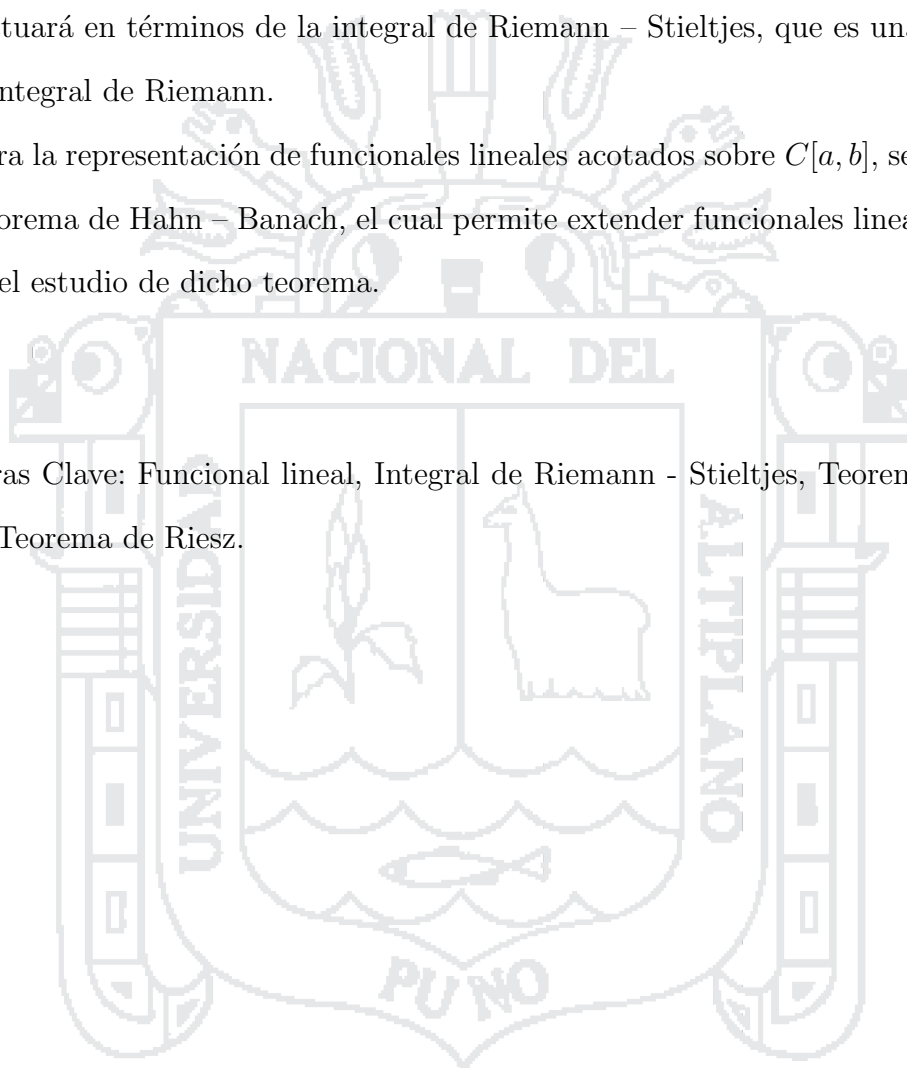 tuará en términos de la integral de Riemann – Stieltjes, que es una
ntegral de Riemann.
ra la representación de funcionales lineales acotados sobre C[a, b], se
orema de Hahn – Banach, el cual permite extender funcionales linea
el estudio de dicho teorema.
NACIONAL DEL
ras Clave: Funcional lineal, Integral de Riemann - Stieltjes, Teorem
Teorema de Riesz.
UNIVERSIDAD
ALTIPLANO
PUNO